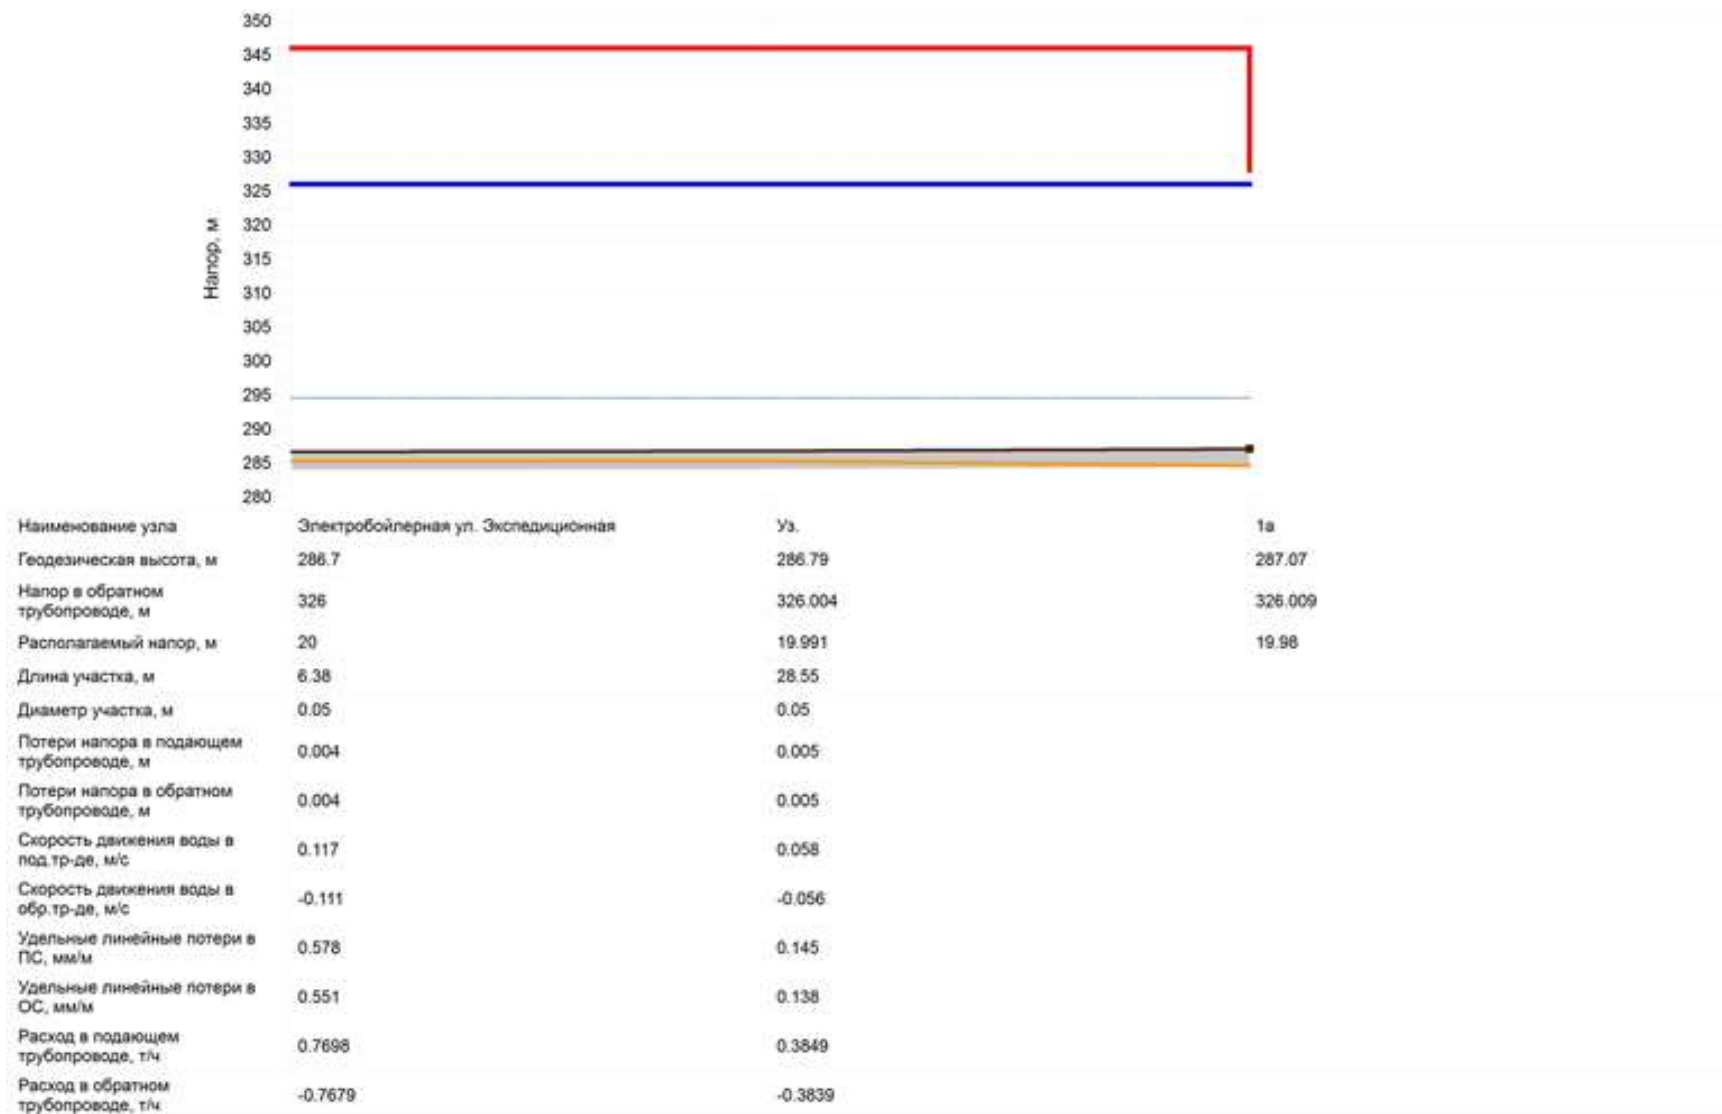 350
345
340
335
330
325
320
315
310
305
300
295
290
285
280
Напор, м
Наименование узла Электробойлерная ул. Экспедиционная Уз. 1а
Геодезическая высота, м 286.7 286.79 287.07
Напор в обратном
трубопроводе, м 326 326.004 326.009
Располагаемый напор, м 20 19.991 19.98
Длина участка, м 6.38 28.55
Диаметр участка, м 0.05 0.05
Потери напора в подающем
трубопроводе, м 0.004 0.005
Потери напора в обратном
трубопроводе, м 0.004 0.005
Скорость движения воды в
под.тр-де, м/с 0.117 0.058
Скорость движения воды в
обр.тр-де, м/с -0.111 -0.056
Удельные линейные потери в
ПС, мм/м 0.578 0.145
Удельные линейные потери в
ОС, мм/м 0.551 0.138
Расход в подающем
трубопроводе, т/ч 0.7698 0.3849
Расход в обратном
трубопроводе, т/ч -0.7679 -0.3839